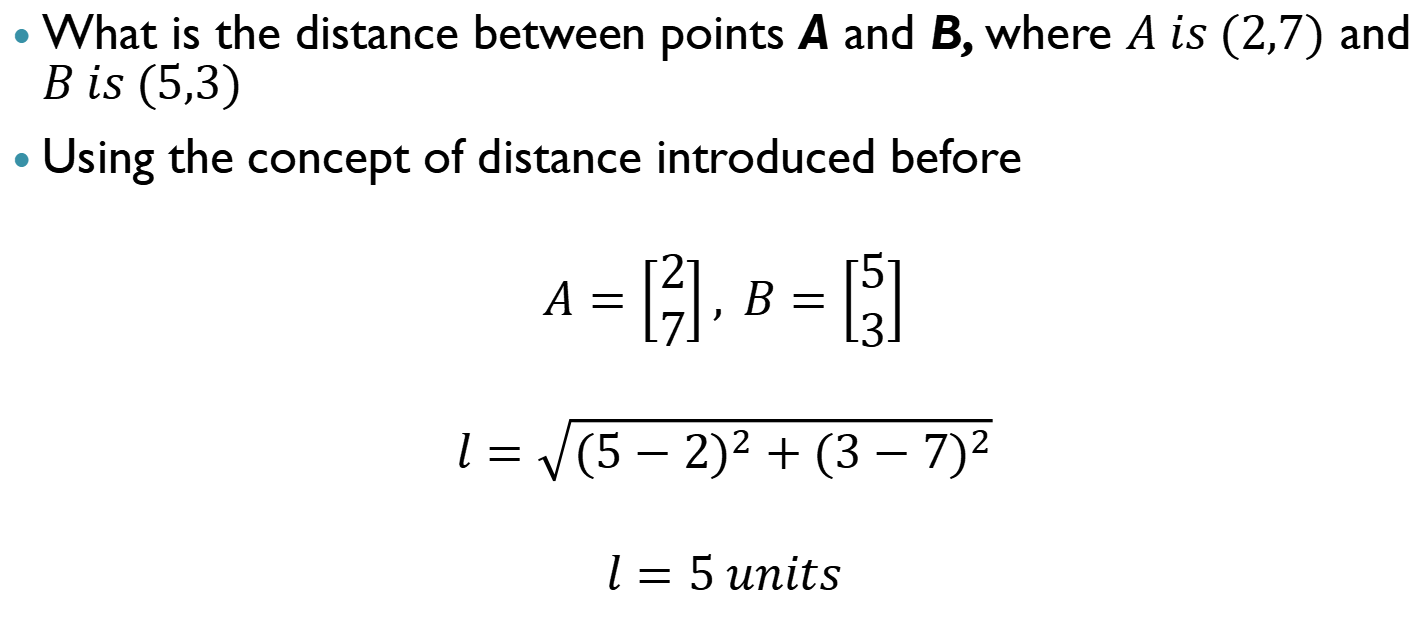 • What is the distance between points A and B, where A is (2,7) and
B is (5,3)
• Using the concept of distance introduced before
A = [2 7], B = [5 3]
l = √(5 − 2)² + (3 − 7)²
l = 5 units